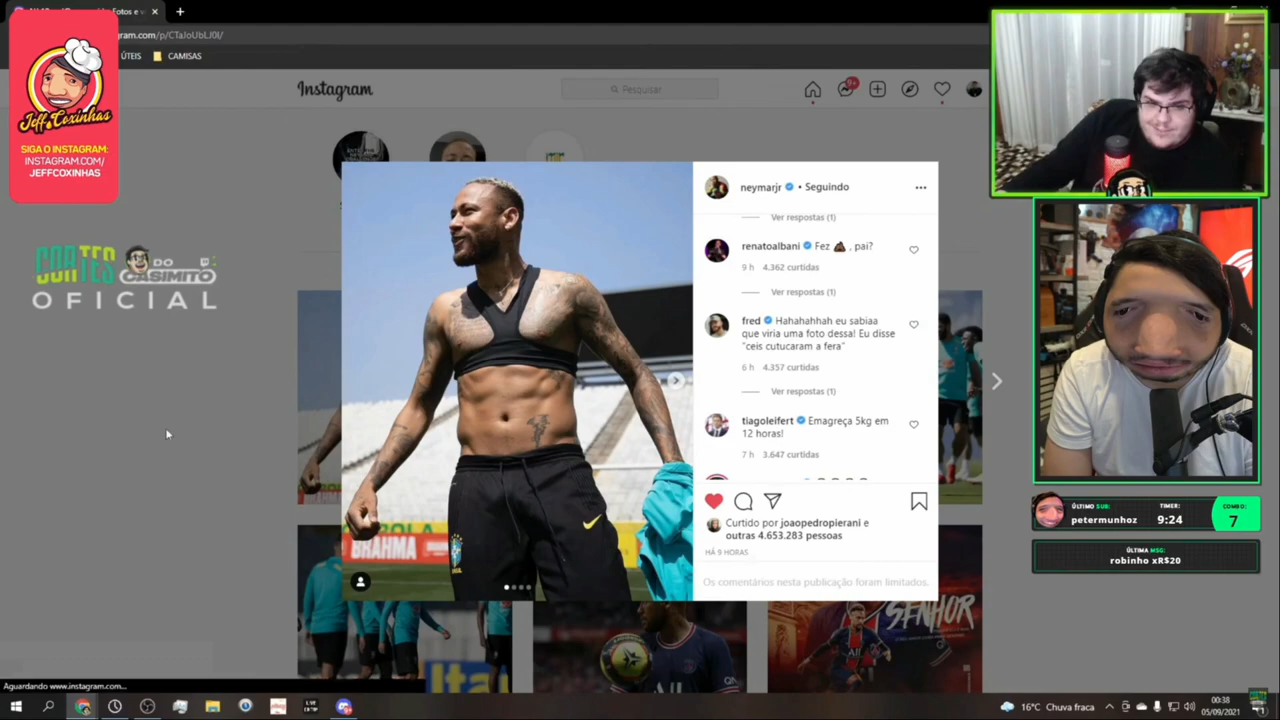 Fotos e v
gram.com/p/CTaJoUbLJ0l/
ÚTEIS
CAMISAS
Jeff.Coxinhas
SIGA O INSTAGRAM:
INSTAGRAM.COM/
JEFFCOXINHAS
Instagram
Pesquisar
9+
CORTES DO CASIMITO
OFICIAL
neymarjr • Seguindo
Ver respostas (1)
renatoalbani Fez 💩, pai?
9 h 4.362 curtidas
Ver respostas (1)
fred Hahahahhah eu sabiaa
que viria uma foto dessa! Eu disse
“ceis cutucaram a fera”
6 h 4.357 curtidas
Ver respostas (1)
tiagoleifert Emagreça 5kg em
12 horas!
7 h 3.647 curtidas
Curtido por joaopedropierani e
outras 4.653.283 pessoas
HÁ 9 HORAS
Os comentários nesta publicação foram limitados.
BRAHMA
SENHOR
ÚLTIMO SUB:
petermunhoz
TIMER:
9:24
COMBO:
7
ÚLTIMA MSG:
robinho xR$20
Aguardando www.instagram.com...
16°C Chuva fraca
00:38
05/09/2021